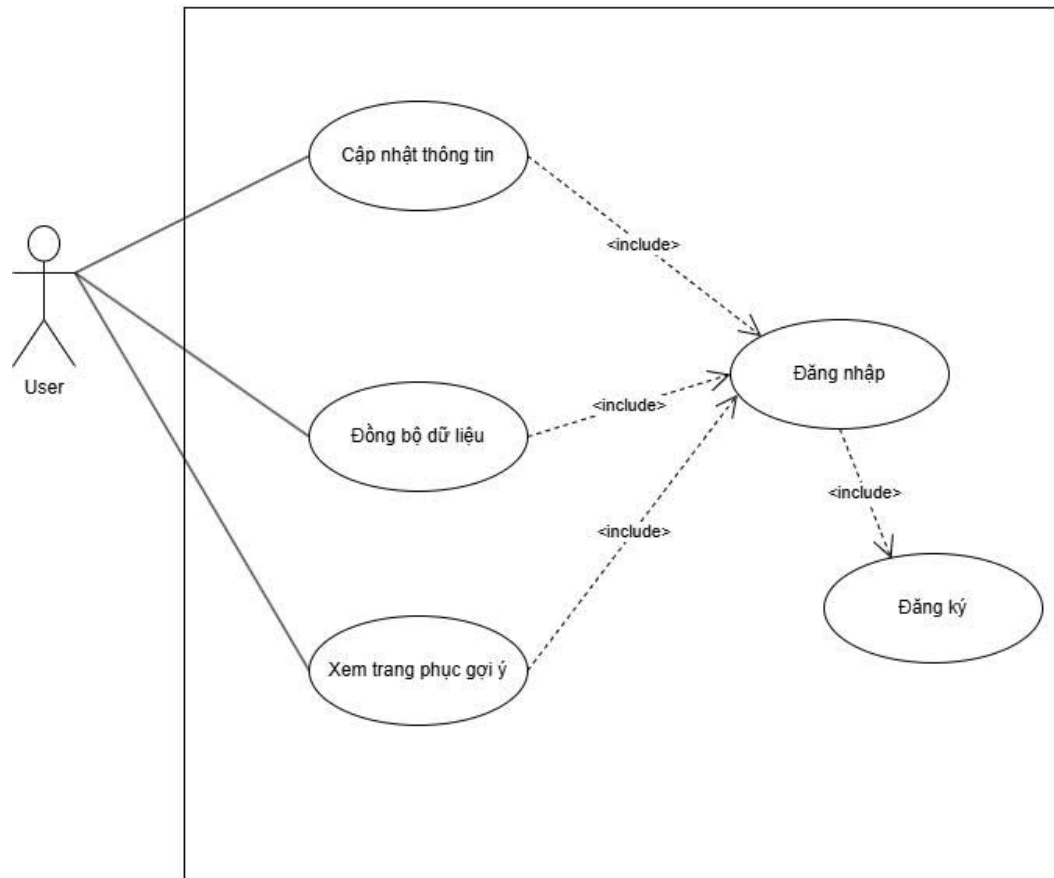 Cập nhật thông tin
<include>
User
Đăng nhập
<include>
Đồng bộ dữ liệu
<include>
<include>
Đăng ký
Xem trang phục gợi ý